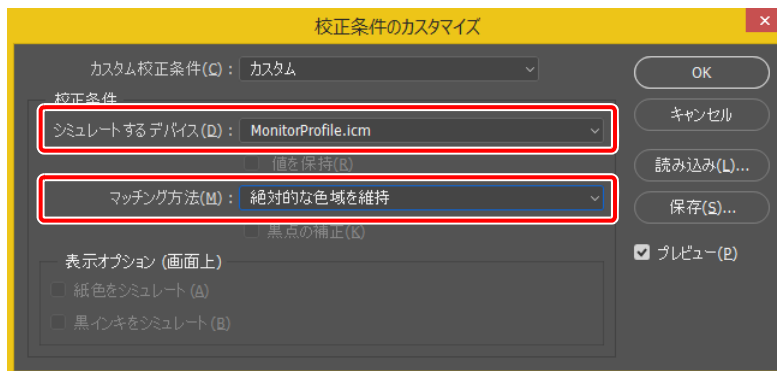 校正条件のカスタマイズ
×
カスタム校正条件(C): カスタム
OK
校正条件
キャンセル
シミュレートするデバイス(D): MonitorProfile.icm
値を保持(R)
読み込み(L)...
マッチング方法(M): 絶対的な色域を維持
保存(S)...
黒点の補正(K)
プレビュー(P)
表示オプション (画面上)
紙色をシミュレート (A)
黒インキをシミュレート (B)